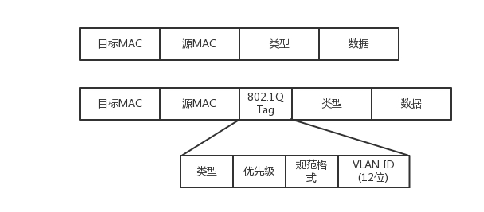 目标MAC 源MAC 类型 数据
目标MAC 源MAC 802.1Q 类型 数据
Tag
类型 优先级 规范格 VLAN ID
式 (12位)